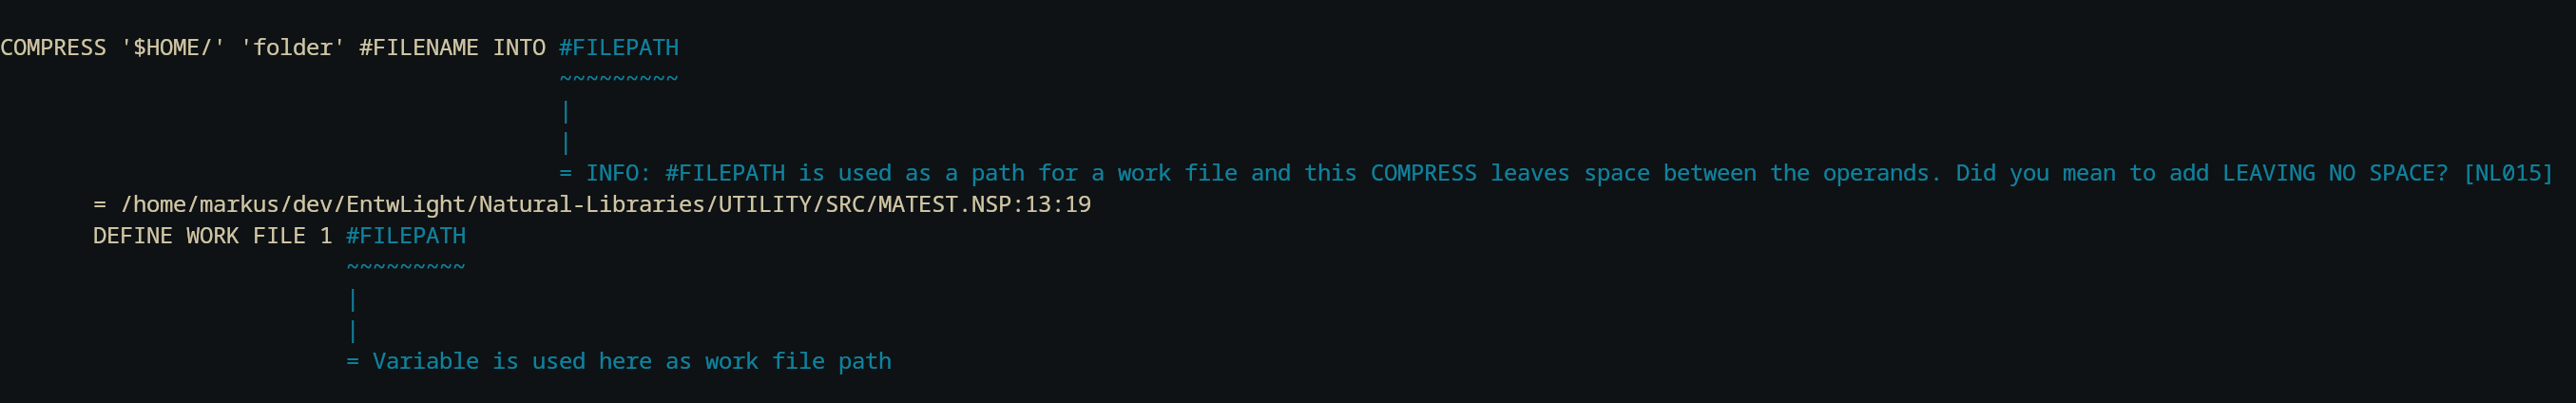 COMPRESS '$HOME/' 'folder' #FILENAME INTO #FILEPATH
~~~~~~~~~
|
|
= INFO: #FILEPATH is used as a path for a work file and this COMPRESS leaves space between the operands. Did you mean to add LEAVING NO SPACE? [NL015]
= /home/markus/dev/EntwLight/Natural-Libraries/UTILITY/SRC/MATEST.NSP:13:19
DEFINE WORK FILE 1 #FILEPATH
~~~~~~~~~
|
|
= Variable is used here as work file path